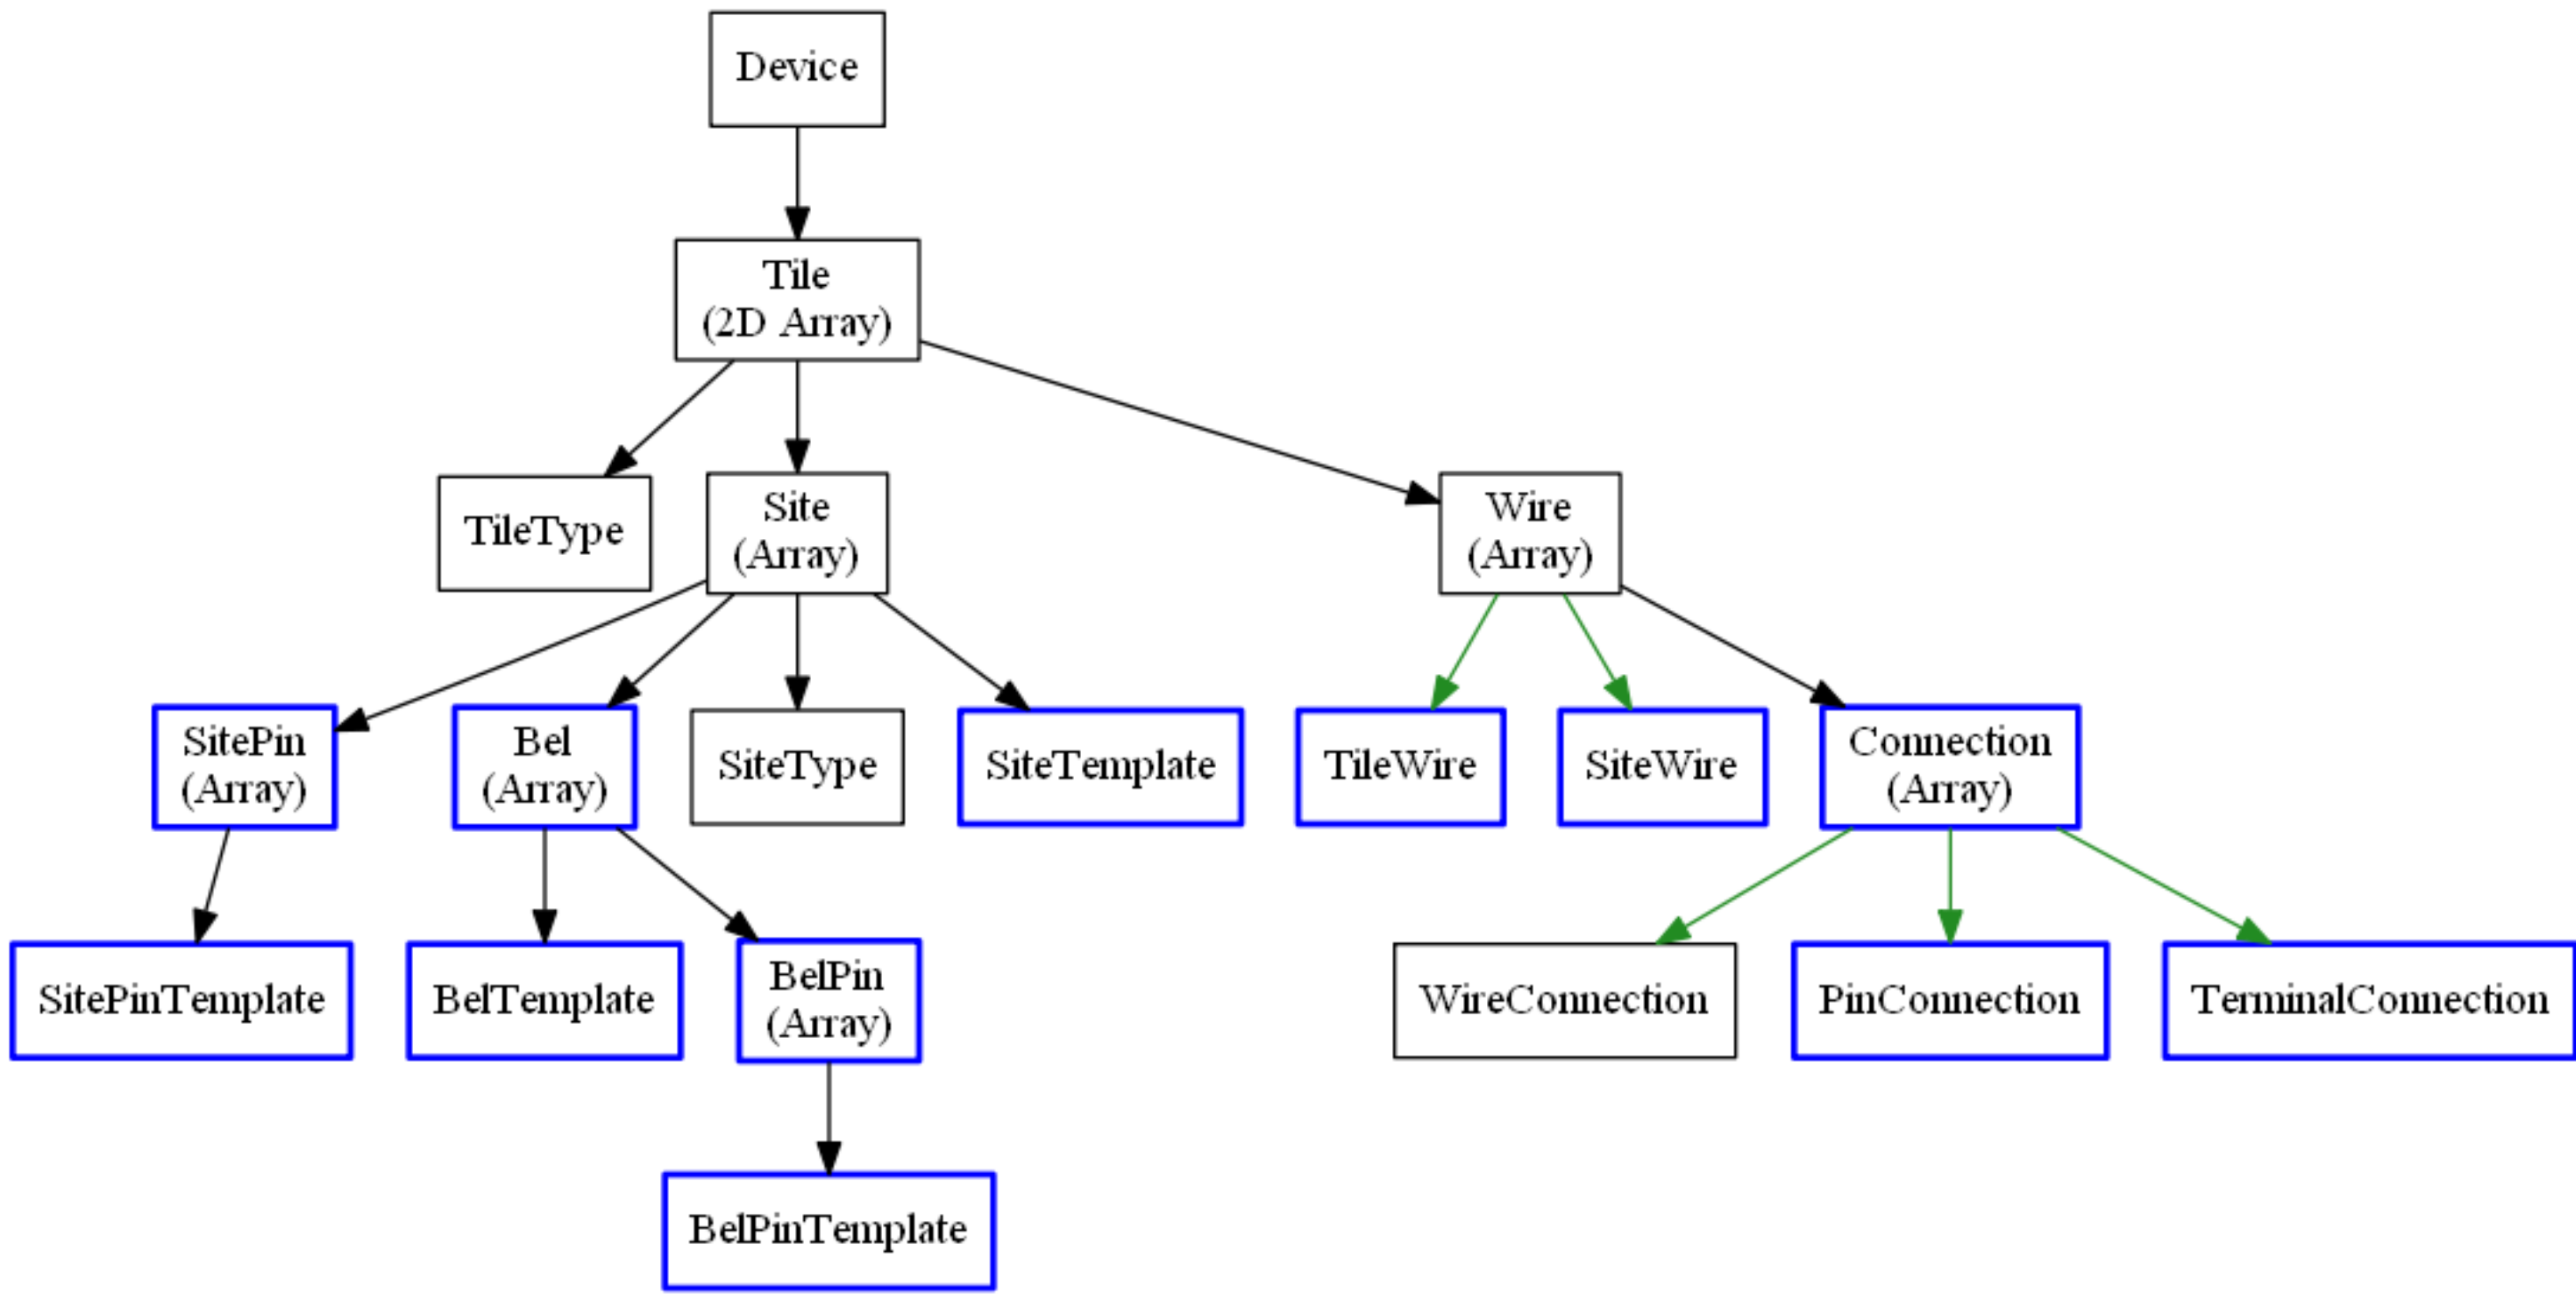 Device
Tile
(2D Array)
TileType
Site
(Array)
Wire
(Array)
SitePin
(Array)
Bel
(Array)
SiteType
SiteTemplate
TileWire
SiteWire
Connection
(Array)
SitePinTemplate
BelTemplate
BelPin
(Array)
WireConnection
PinConnection
TerminalConnection
BelPinTemplate